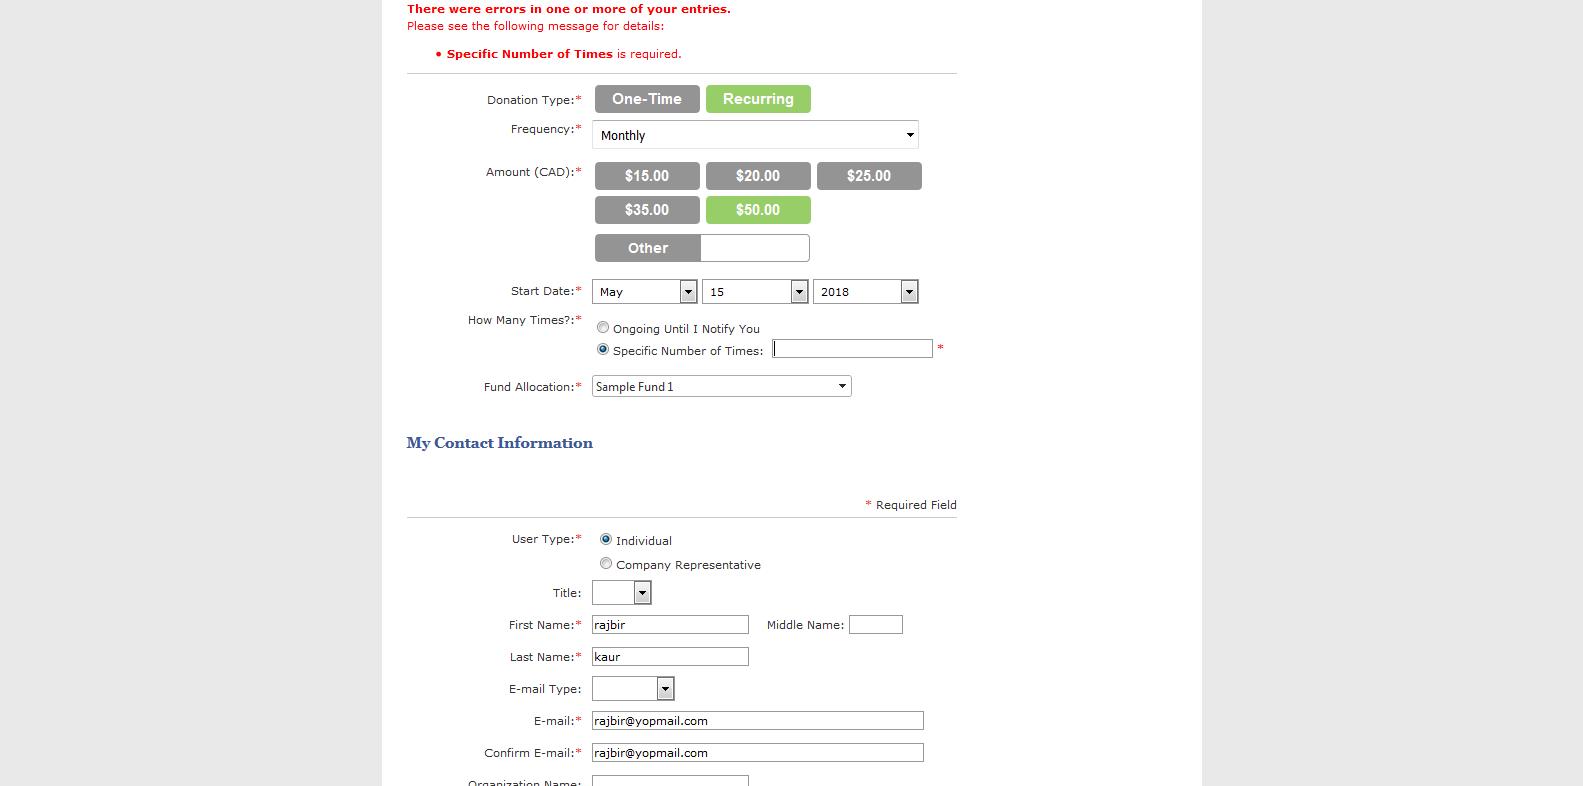 There were errors in one or more of your entries.
Please see the following message for details:
• Specific Number of Times is required.
Donation Type:* One-Time Recurring
Frequency:* Monthly
Amount (CAD):* $15.00 $20.00 $25.00
$35.00 $50.00
Other
Start Date:* May 15 2018
How Many Times?:* Ongoing Until I Notify You
Specific Number of Times: *
Fund Allocation:* Sample Fund 1
My Contact Information
* Required Field
User Type:* Individual
Company Representative
Title:
First Name:* rajbir Middle Name:
Last Name:* kaur
E-mail Type:
E-mail:* rajbir@yopmail.com
Confirm E-mail:* rajbir@yopmail.com
Organization Name: